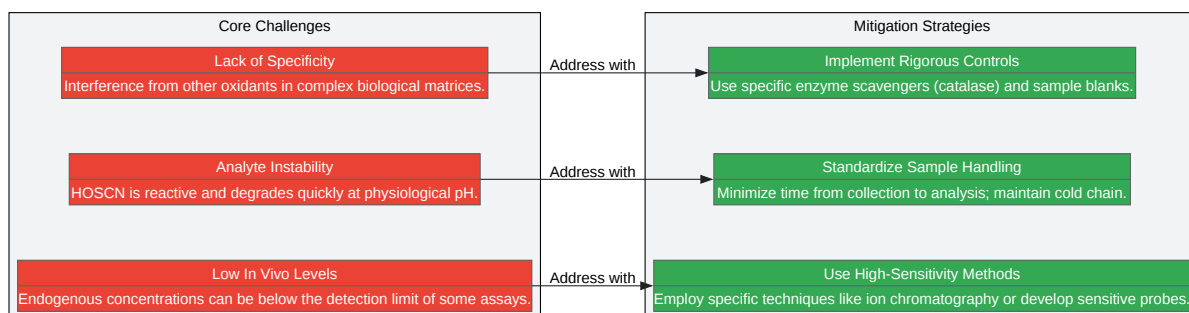 Core Challenges
Mitigation Strategies
Lack of Specificity
Interference from other oxidants in complex biological matrices.
Address with
Implement Rigorous Controls
Use specific enzyme scavengers (catalase) and sample blanks.
Analyte Instability
HOSCN is reactive and degrades quickly at physiological pH.
Address with
Standardize Sample Handling
Minimize time from collection to analysis; maintain cold chain.
Low In Vivo Levels
Endogenous concentrations can be below the detection limit of some assays.
Address with
Use High-Sensitivity Methods
Employ specific techniques like ion chromatography or develop sensitive probes.